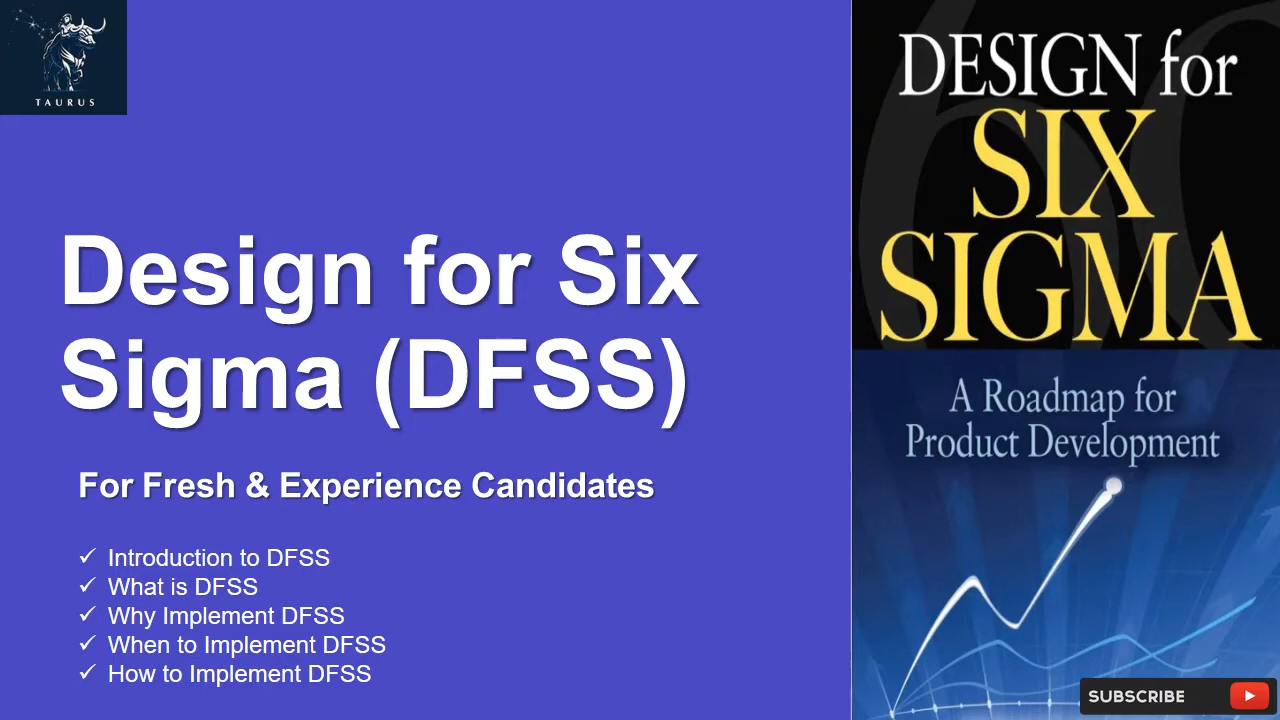 TAURUS
Design for Six
Sigma (DFSS)
For Fresh & Experience Candidates
✓ Introduction to DFSS
✓ What is DFSS
✓ Why Implement DFSS
✓ When to Implement DFSS
✓ How to Implement DFSS
DESIGN for
SIX
SIGMA
A Roadmap for
Product Development
SUBSCRIBE